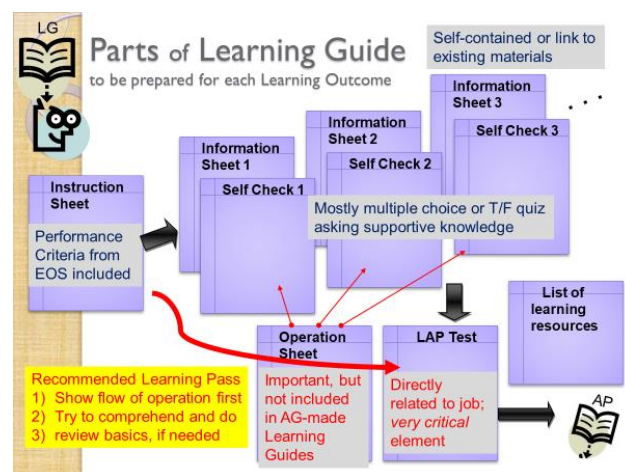 LG
Parts of Learning Guide
to be prepared for each Learning Outcome
Self-contained or link to
existing materials
Information
Sheet 3
. . .
Self Check 3
Information
Sheet 2
Self Check 2
Information
Sheet 1
Self Check 1
Instruction
Sheet
Performance
Criteria from
EOS included
Mostly multiple choice or T/F quiz
asking supportive knowledge
List of
learning
resources
Operation
Sheet
Important, but
not included
in AG-made
Learning
Guides
LAP Test
Directly
related to job;
very critical
element
AP
Recommended Learning Pass
1) Show flow of operation first
2) Try to comprehend and do
3) review basics, if needed